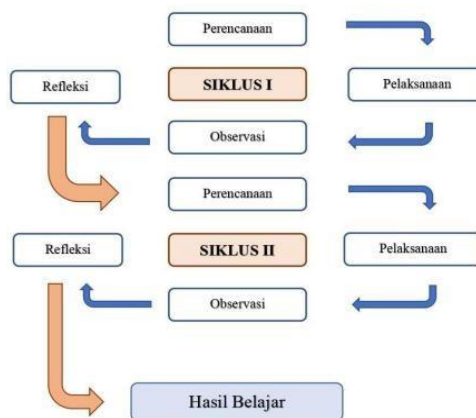 Perencanaan
Refleksi
SIKLUS I
Pelaksanaan
Observasi
Perencanaan
Refleksi
SIKLUS II
Pelaksanaan
Observasi
Hasil Belajar